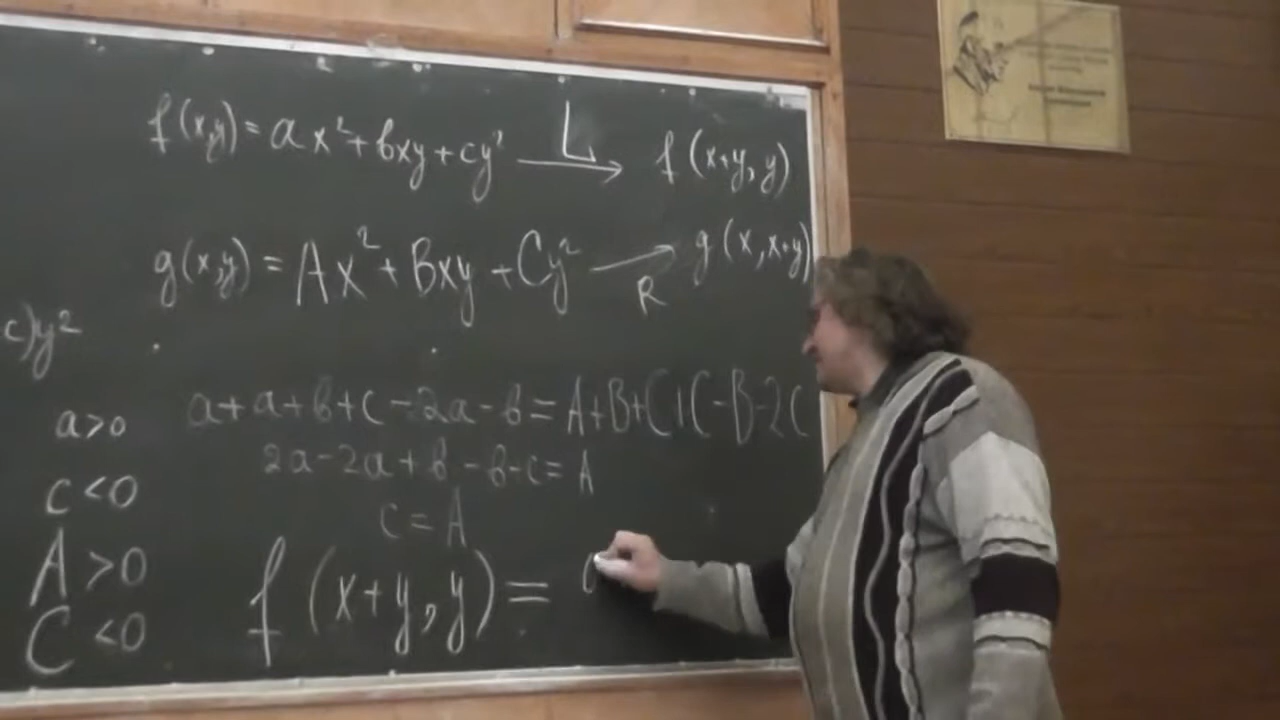 f(x,y) = ax² + bxy + cy² L→ f(x+y, y)
g(x,y) = Ax² + Bxy + Cy² R→ g(x, x+y)
c)y²
a>0
c<0
A>0
C<0
a+a+b+c-2a-b=A+B+C+C-B-2C
2a-2a+b-b-c=A
c=A
f(x+y, y) =